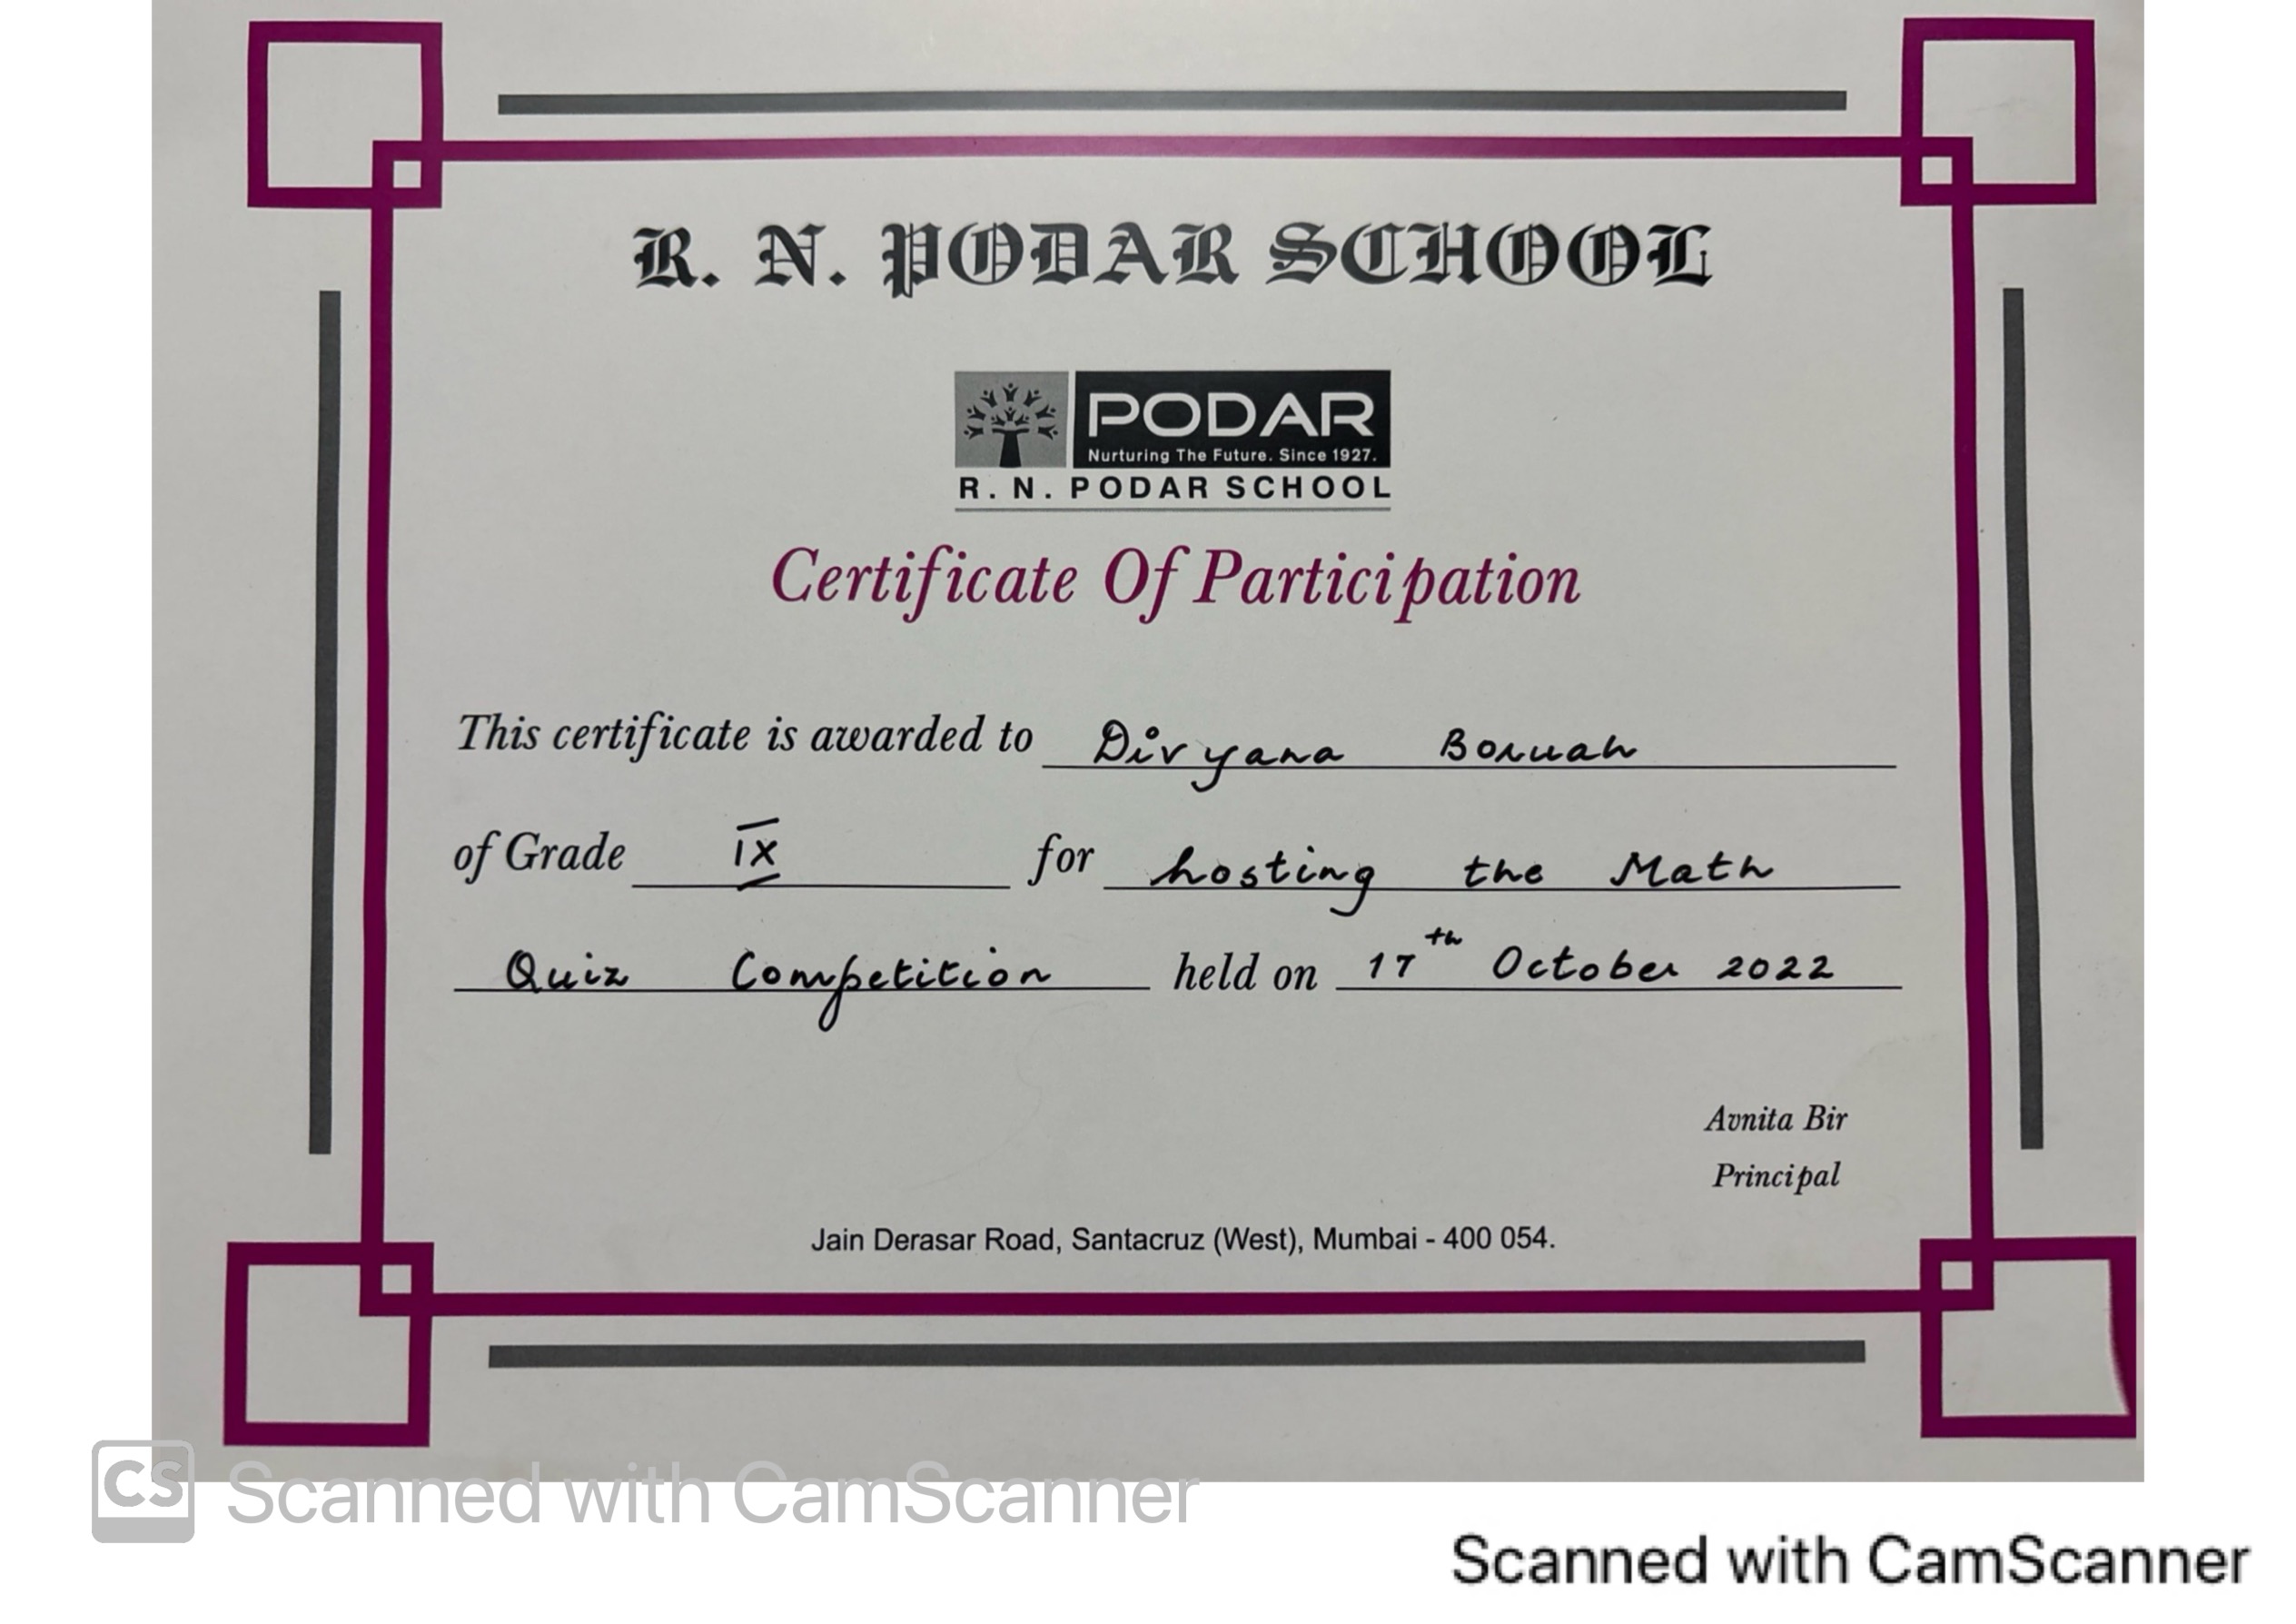 R. N. PODAR SCHOOL
PODAR
Nurturing The Future. Since 1927.
R. N. PODAR SCHOOL
Certificate Of Participation
This certificate is awarded to Divyana Boruah
of Grade IX for hosting the Math
Quiz Competition held on 17th October 2022
Avnita Bir
Principal
Jain Derasar Road, Santacruz (West), Mumbai - 400 054.
CS Scanned with CamScanner
Scanned with CamScanner